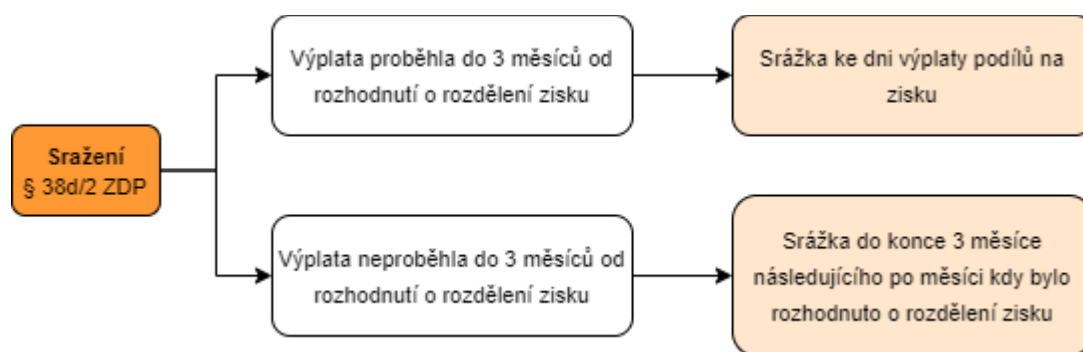 Sražení
§ 38d/2 ZDP
Výplata proběhla do 3 měsíců od
rozhodnutí o rozdělení zisku
Srážka ke dni výplaty podílů na
zisku
Výplata neproběhla do 3 měsíců od
rozhodnutí o rozdělení zisku
Srážka do konce 3 měsíce
následujícího po měsíci kdy bylo
rozhodnuto o rozdělení zisku